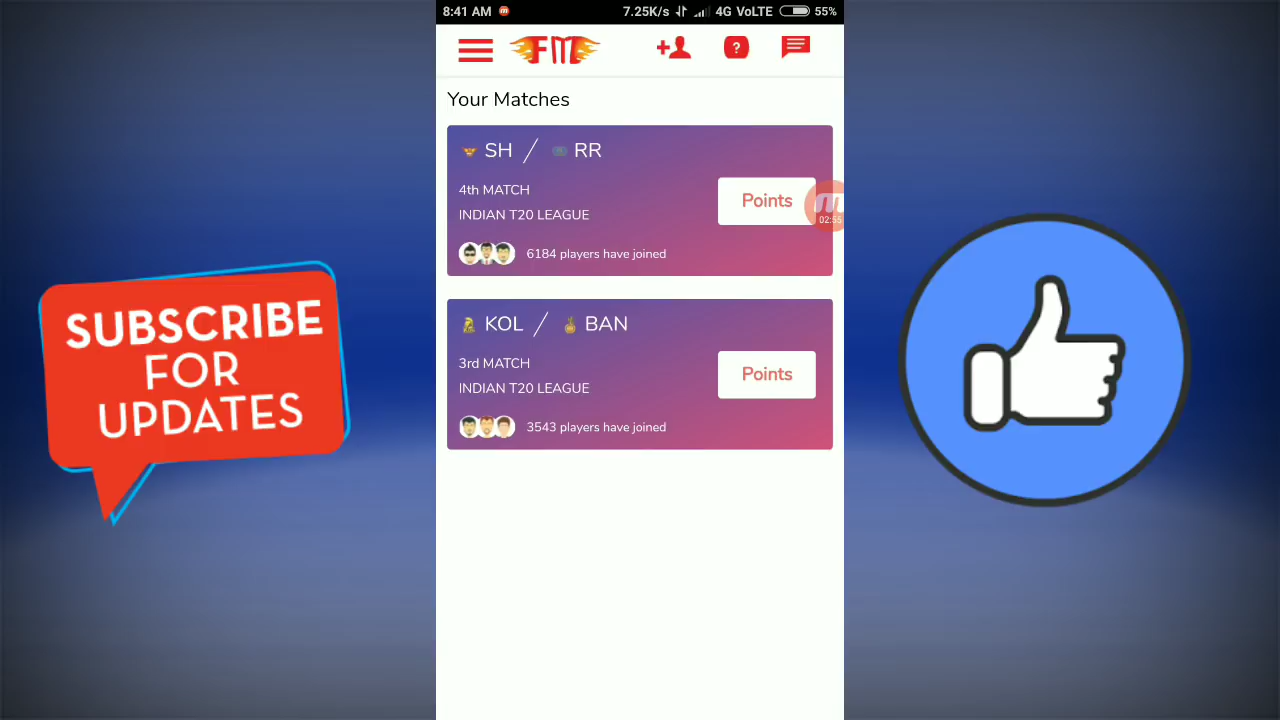 8:41 AM m 7.25K/s 4G VoLTE 55%
FM
+ ?
Your Matches
SH / RR
4th MATCH
INDIAN T20 LEAGUE
Points
02:55
6184 players have joined
KOL / BAN
3rd MATCH
INDIAN T20 LEAGUE
Points
3543 players have joined
SUBSCRIBE
FOR
UPDATES